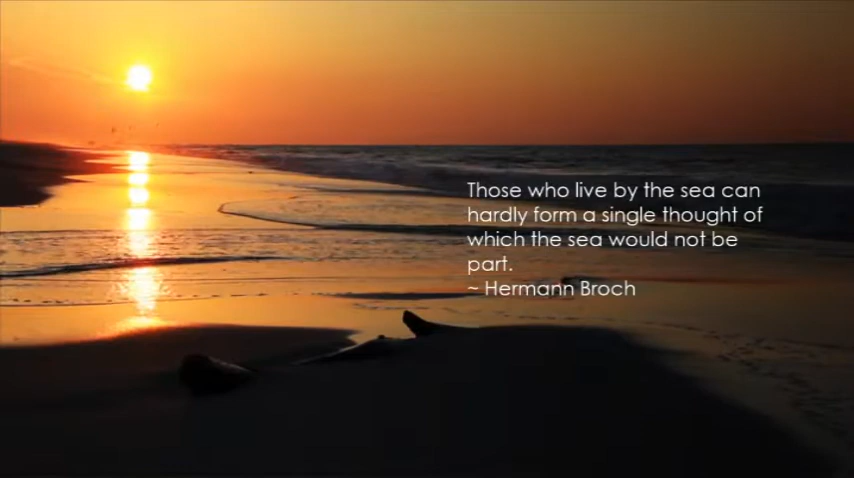 Those who live by the sea can
hardly form a single thought of
which the sea would not be
part.
~ Hermann Broch